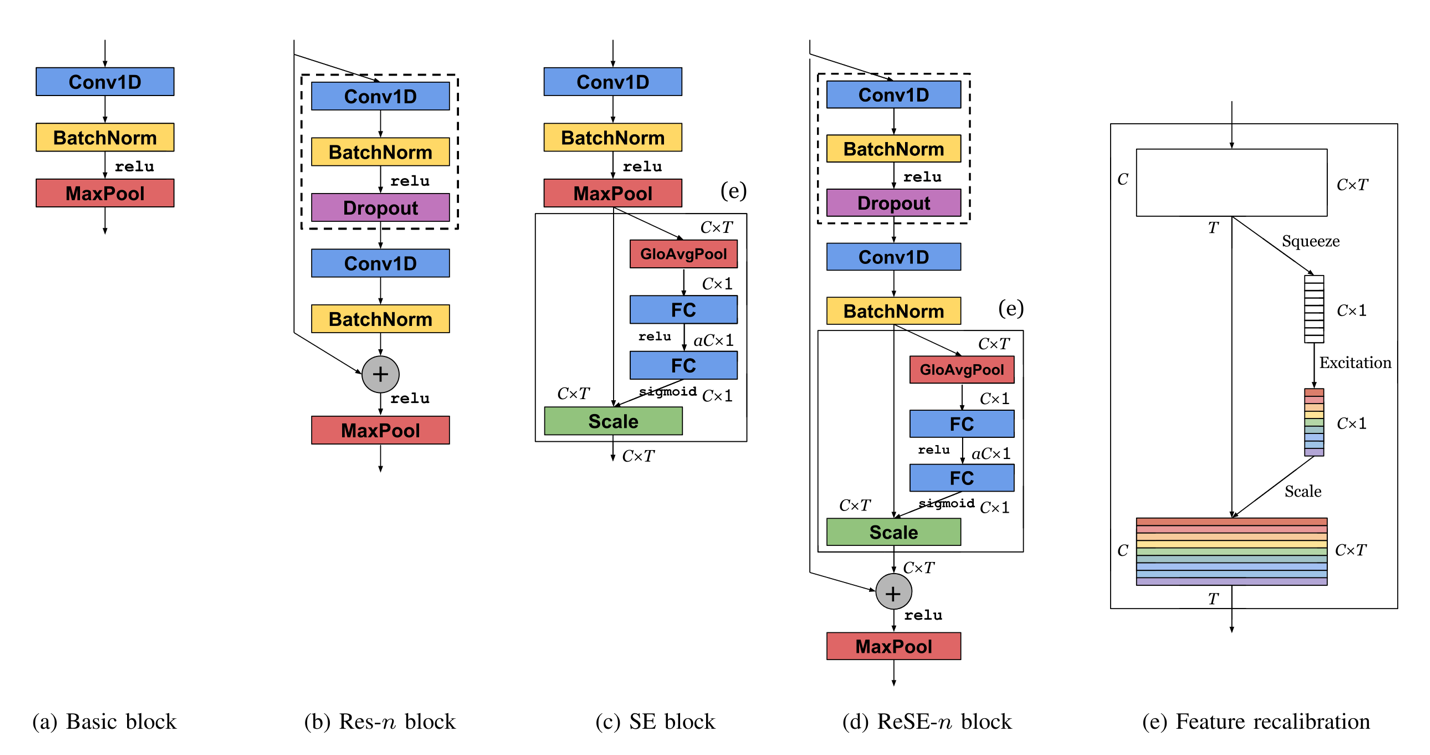 Conv1D
BatchNorm
relu
MaxPool
(a) Basic block
Conv1D
BatchNorm
relu
Dropout
Conv1D
BatchNorm
+
relu
MaxPool
(b) Res-n block
Conv1D
BatchNorm
relu
MaxPool
(e)
C×T
GloAvgPool
C×1
FC
relu
aC×1
FC
sigmoid
C×1
C×T
Scale
C×T
(c) SE block
Conv1D
BatchNorm
relu
Dropout
Conv1D
BatchNorm
(e)
C×T
GloAvgPool
C×1
FC
relu
aC×1
FC
sigmoid
C×1
C×T
Scale
C×T
+
relu
MaxPool
(d) ReSE-n block
C
C×T
T
Squeeze
C×1
Excitation
C×1
Scale
C
C×T
T
(e) Feature recalibration